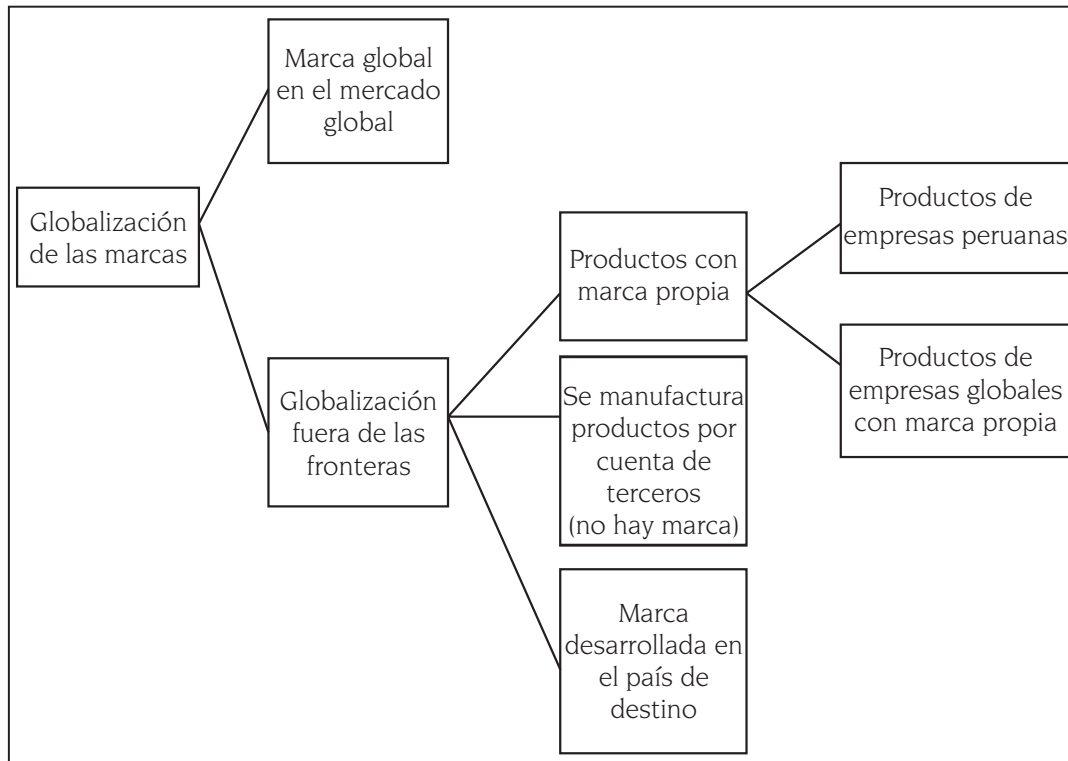 Globalización
de las marcas
Marca global
en el mercado
global
Globalización
fuera de las
fronteras
Productos con
marca propia
Se manufactura
productos por
cuenta de
terceros
(no hay marca)
Marca
desarrollada en
el país de
destino
Productos de
empresas peruanas
Productos de
empresas globales
con marca propia